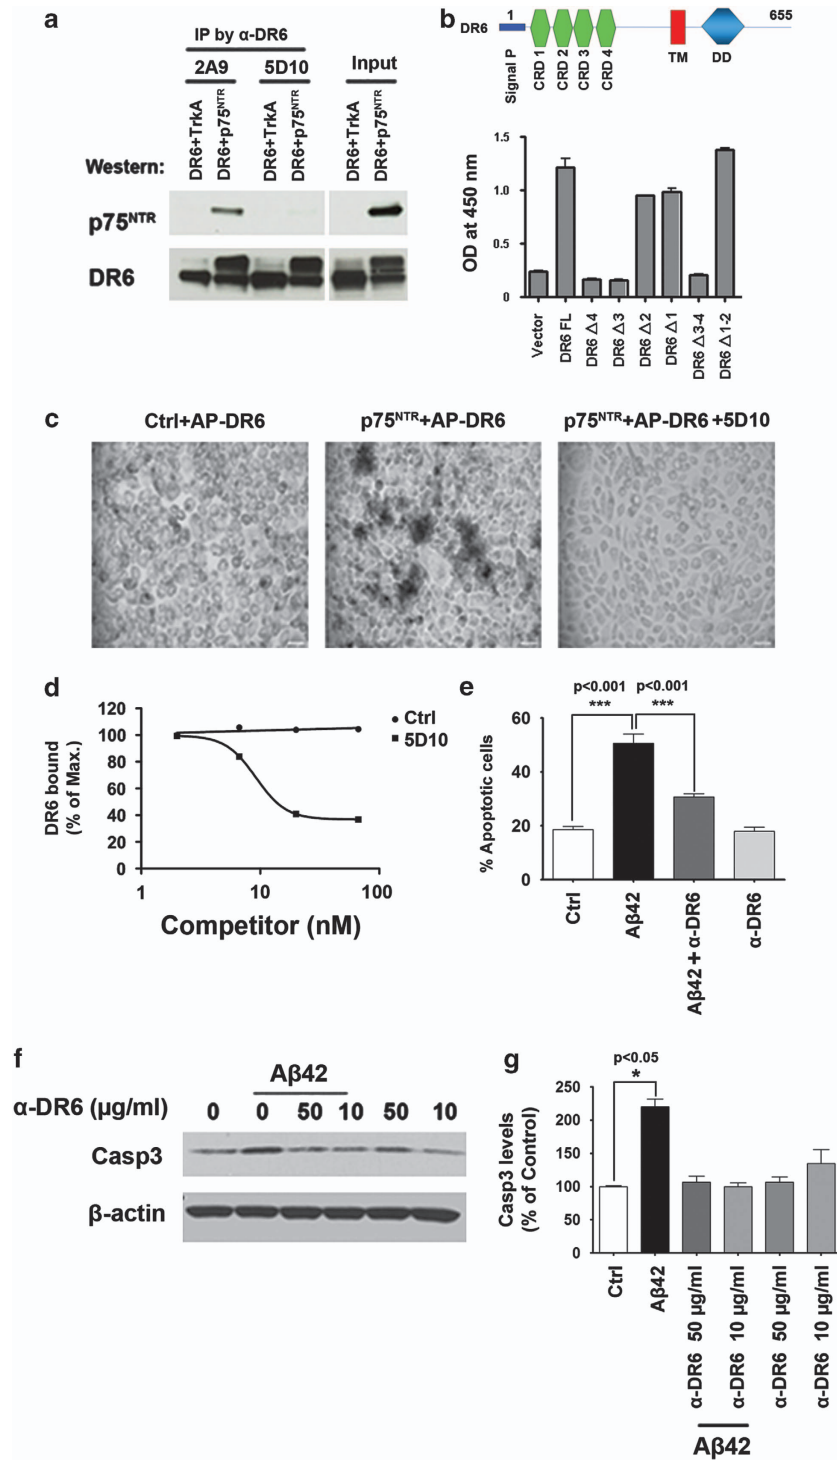 a
IP by α-DR6
2A9 5D10 Input
DR6+TrkA
DR6+p75NTR
DR6+TrkA
DR6+p75NTR
DR6+TrkA
DR6+p75NTR
Western:
p75NTR
DR6
b
DR6 1 655
Signal P
CRD 1
CRD 2
CRD 3
CRD 4
TM
DD
OD at 450 nm
1.5
1.0
0.5
0
Vector
DR6 FL
DR6 Δ4
DR6 Δ3
DR6 Δ2
DR6 Δ1
DR6 Δ3-4
DR6 Δ1-2
c
Ctrl+AP-DR6
p75NTR+AP-DR6
p75NTR+AP-DR6+5D10
d
DR6 bound
(% of Max.)
120
100
80
60
40
20
0
1 10 100
Competitor (nM)
Ctrl
5D10
e
p<0.001 p<0.001
*** ***
% Apoptotic cells
60
40
20
0
Ctrl
Aβ42
Aβ42 + α-DR6
α-DR6
f
Aβ42
α-DR6 (μg/ml) 0 0 50 10 50 10
Casp3
β-actin
g
p<0.05
*
Casp3 levels
(% of Control)
250
200
150
100
50
0
Ctrl
Aβ42
α-DR6 50 μg/ml
α-DR6 10 μg/ml
α-DR6 50 μg/ml
α-DR6 10 μg/ml
Aβ42